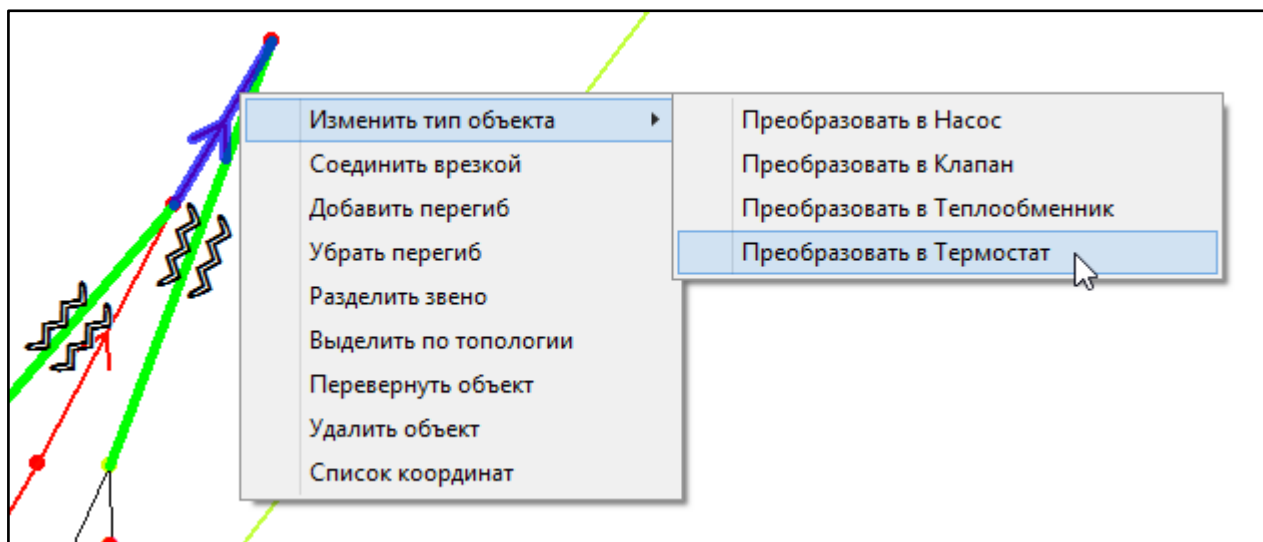 Изменить тип объекта
Соединить врезкой
Добавить перегиб
Убрать перегиб
Разделить звено
Выделить по топологии
Перевернуть объект
Удалить объект
Список координат
Преобразовать в Насос
Преобразовать в Клапан
Преобразовать в Теплообменник
Преобразовать в Термостат